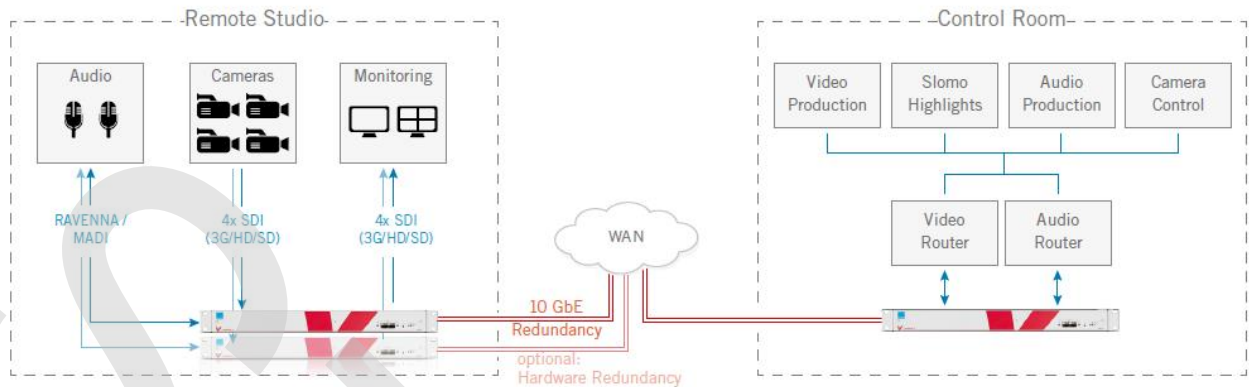 Remote Studio
Audio
Cameras
Monitoring
RAVENNA /
MADI
4x SDI
(3G/HD/SD)
4x SDI
(3G/HD/SD)
10 GbE
Redundancy
optional:
Hardware Redundancy
WAN
Control Room
Video
Production
Slomo
Highlights
Audio
Production
Camera
Control
Video
Router
Audio
Router